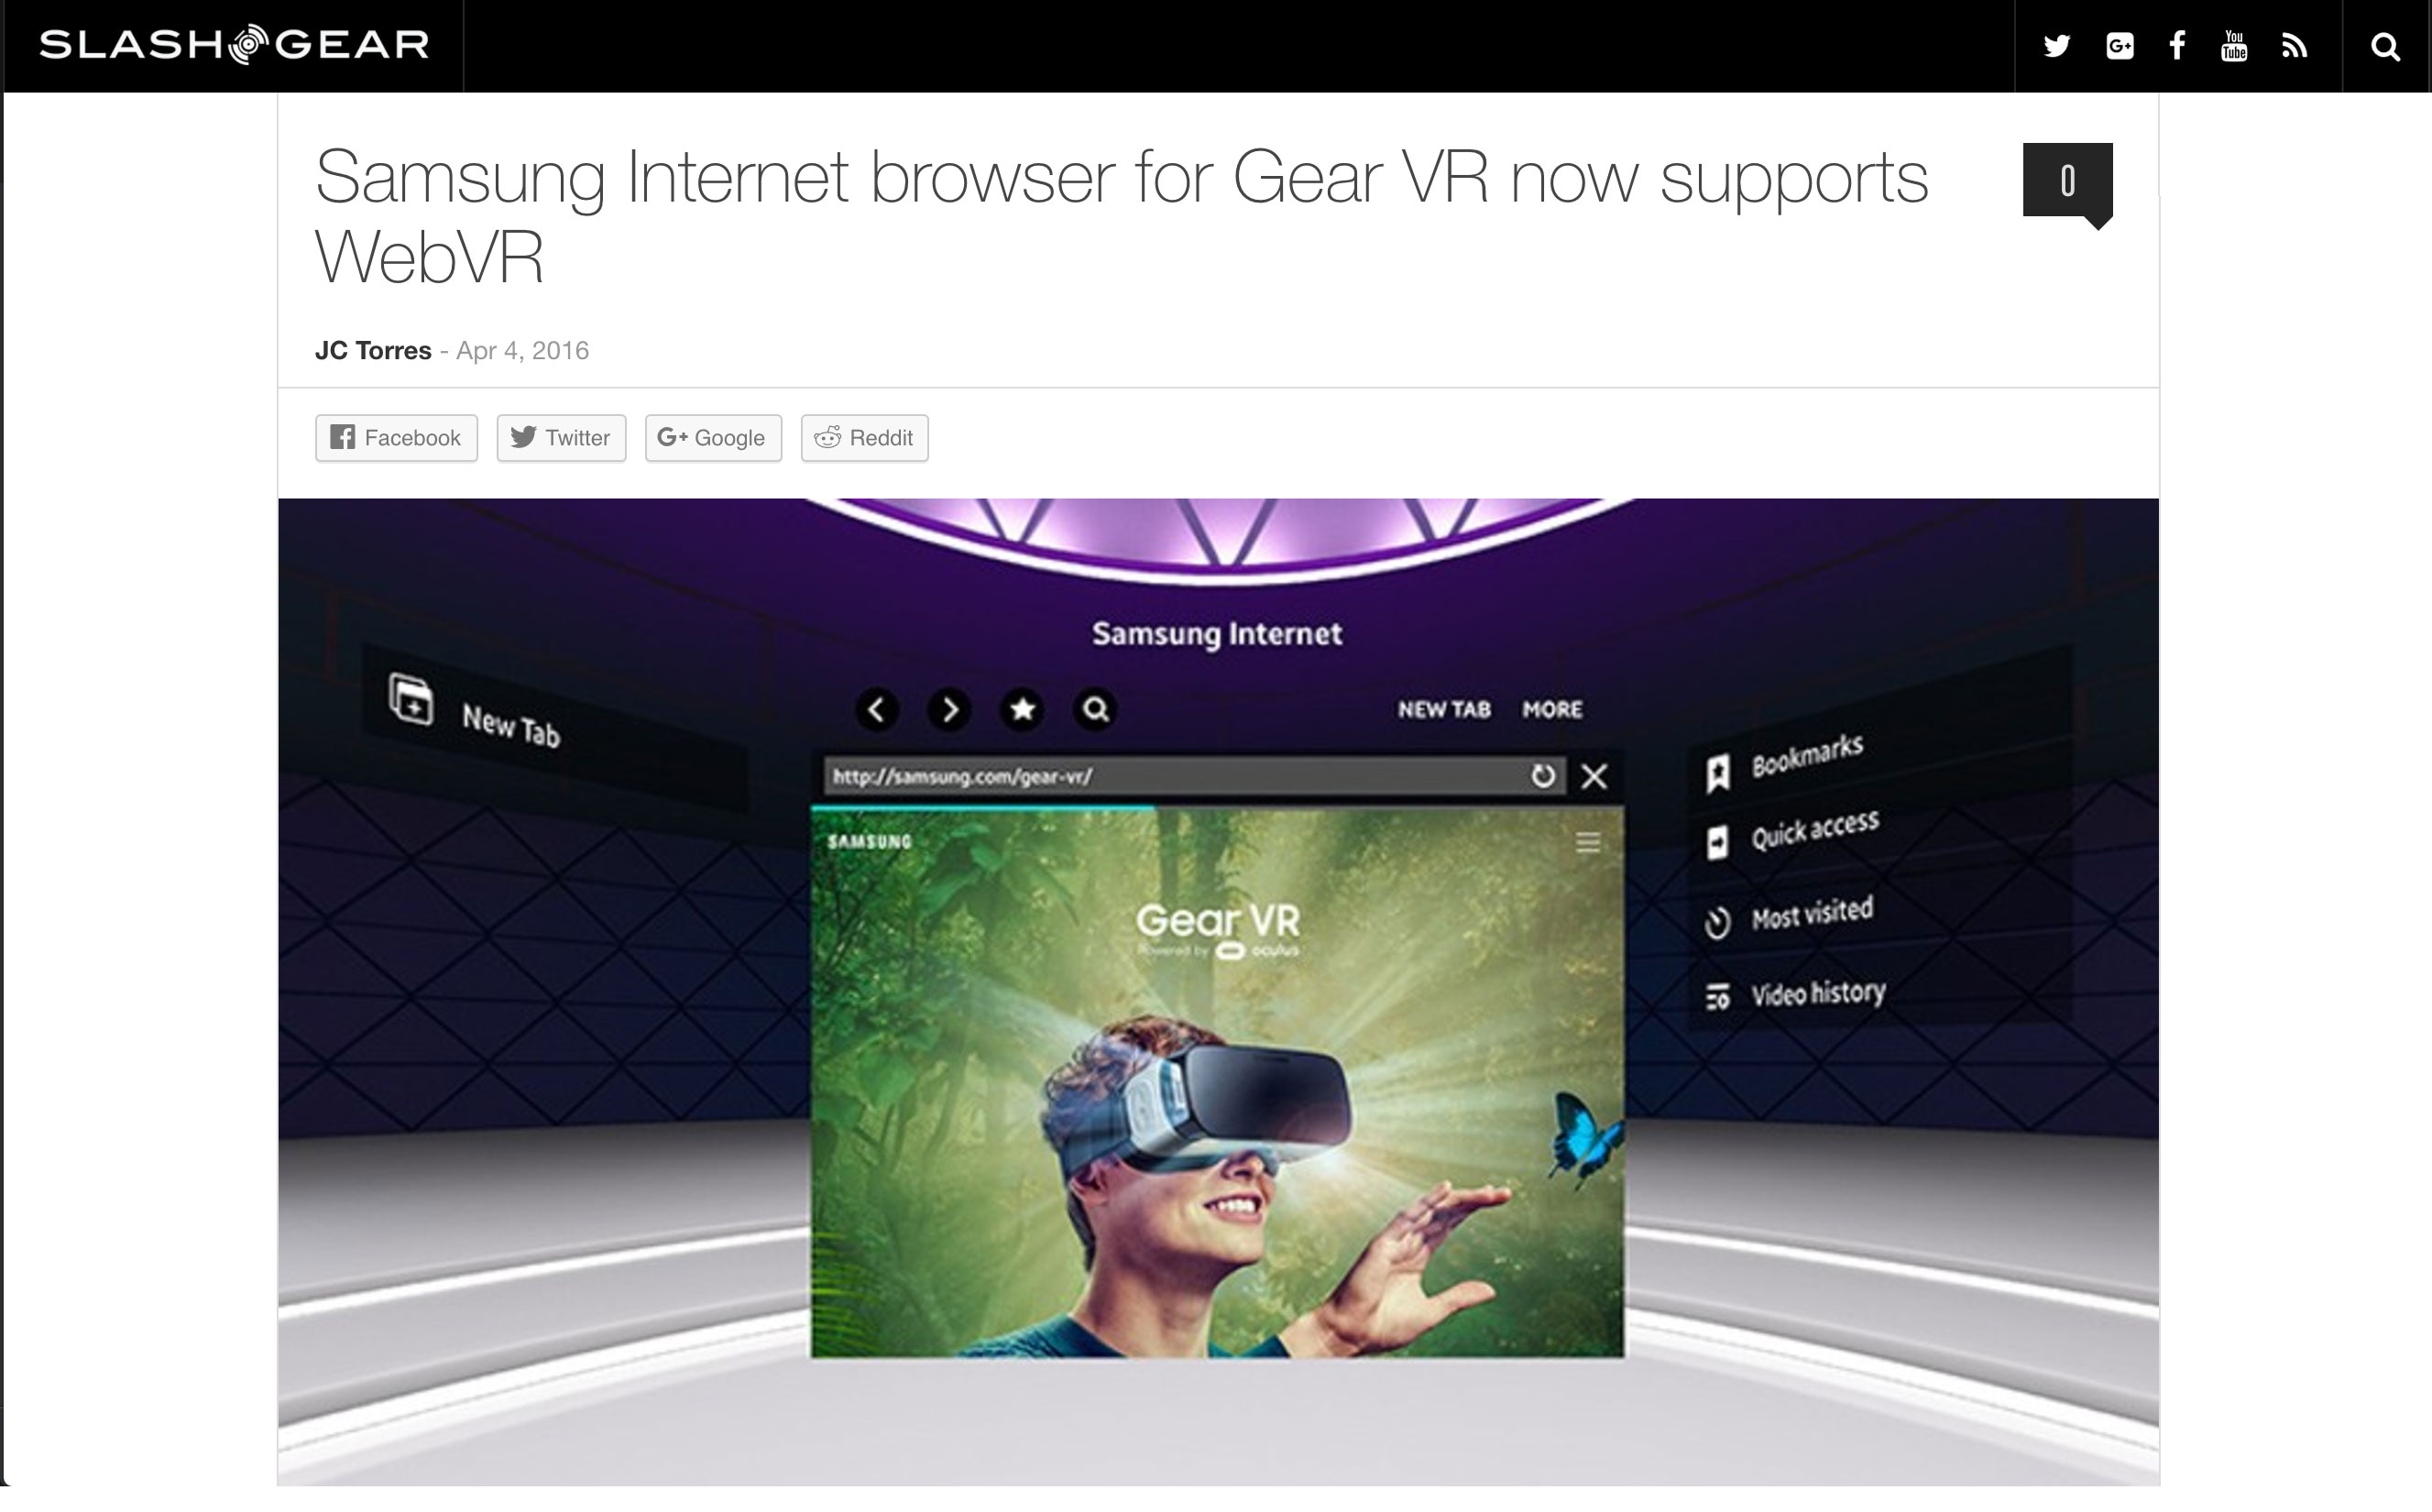 SLASHGEAR
You
Tube
Samsung Internet browser for Gear VR now supports
WebVR
0
JC Torres - Apr 4, 2016
Facebook
Twitter
G+ Google
Reddit
Samsung Internet
New Tab
NEW TAB
MORE
http://samsung.com/gear-vr/
SAMSUNG
Gear VR
Powered by oculus
Bookmarks
Quick access
Most visited
Video history